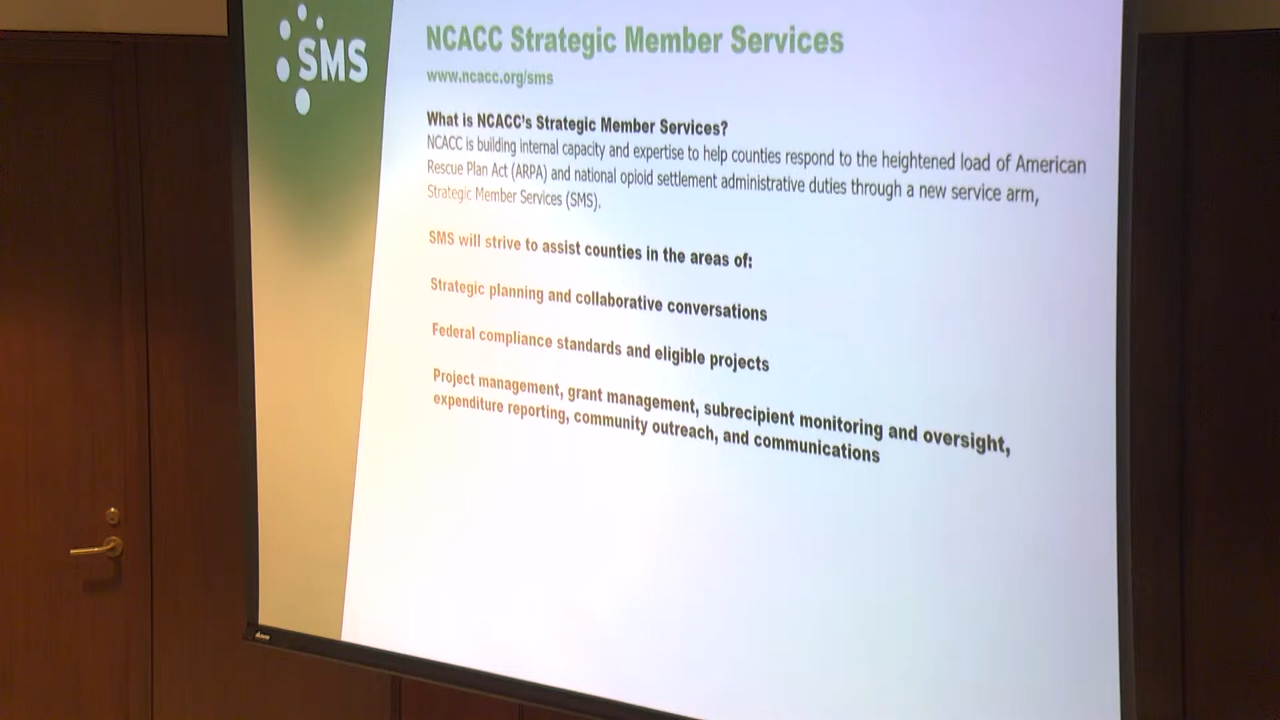 SMS
NCACC Strategic Member Services
www.ncacc.org/sms
What is NCACC's Strategic Member Services?
NCACC is building internal capacity and expertise to help counties respond to the heightened load of American
Rescue Plan Act (ARPA) and national opioid settlement administrative duties through a new service arm,
Strategic Member Services (SMS).
SMS will strive to assist counties in the areas of:
Strategic planning and collaborative conversations
Federal compliance standards and eligible projects
Project management, grant management, subrecipient monitoring and oversight,
expenditure reporting, community outreach, and communications